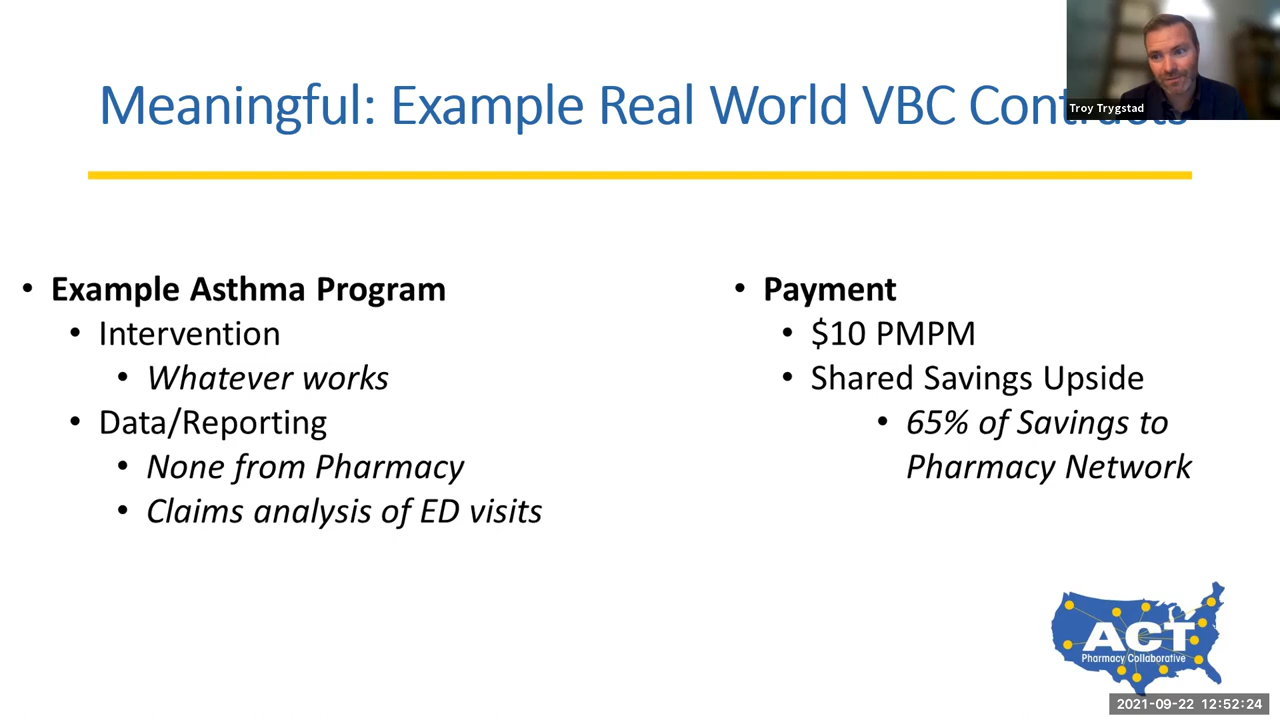 Meaningful: Example Real World VBC Contracts
Troy Trygstad
• Example Asthma Program
• Intervention
• Whatever works
• Data/Reporting
• None from Pharmacy
• Claims analysis of ED visits
• Payment
• $10 PMPM
• Shared Savings Upside
• 65% of Savings to
Pharmacy Network
ACT
Pharmacy Collaborative
2021-09-22 12:52:24